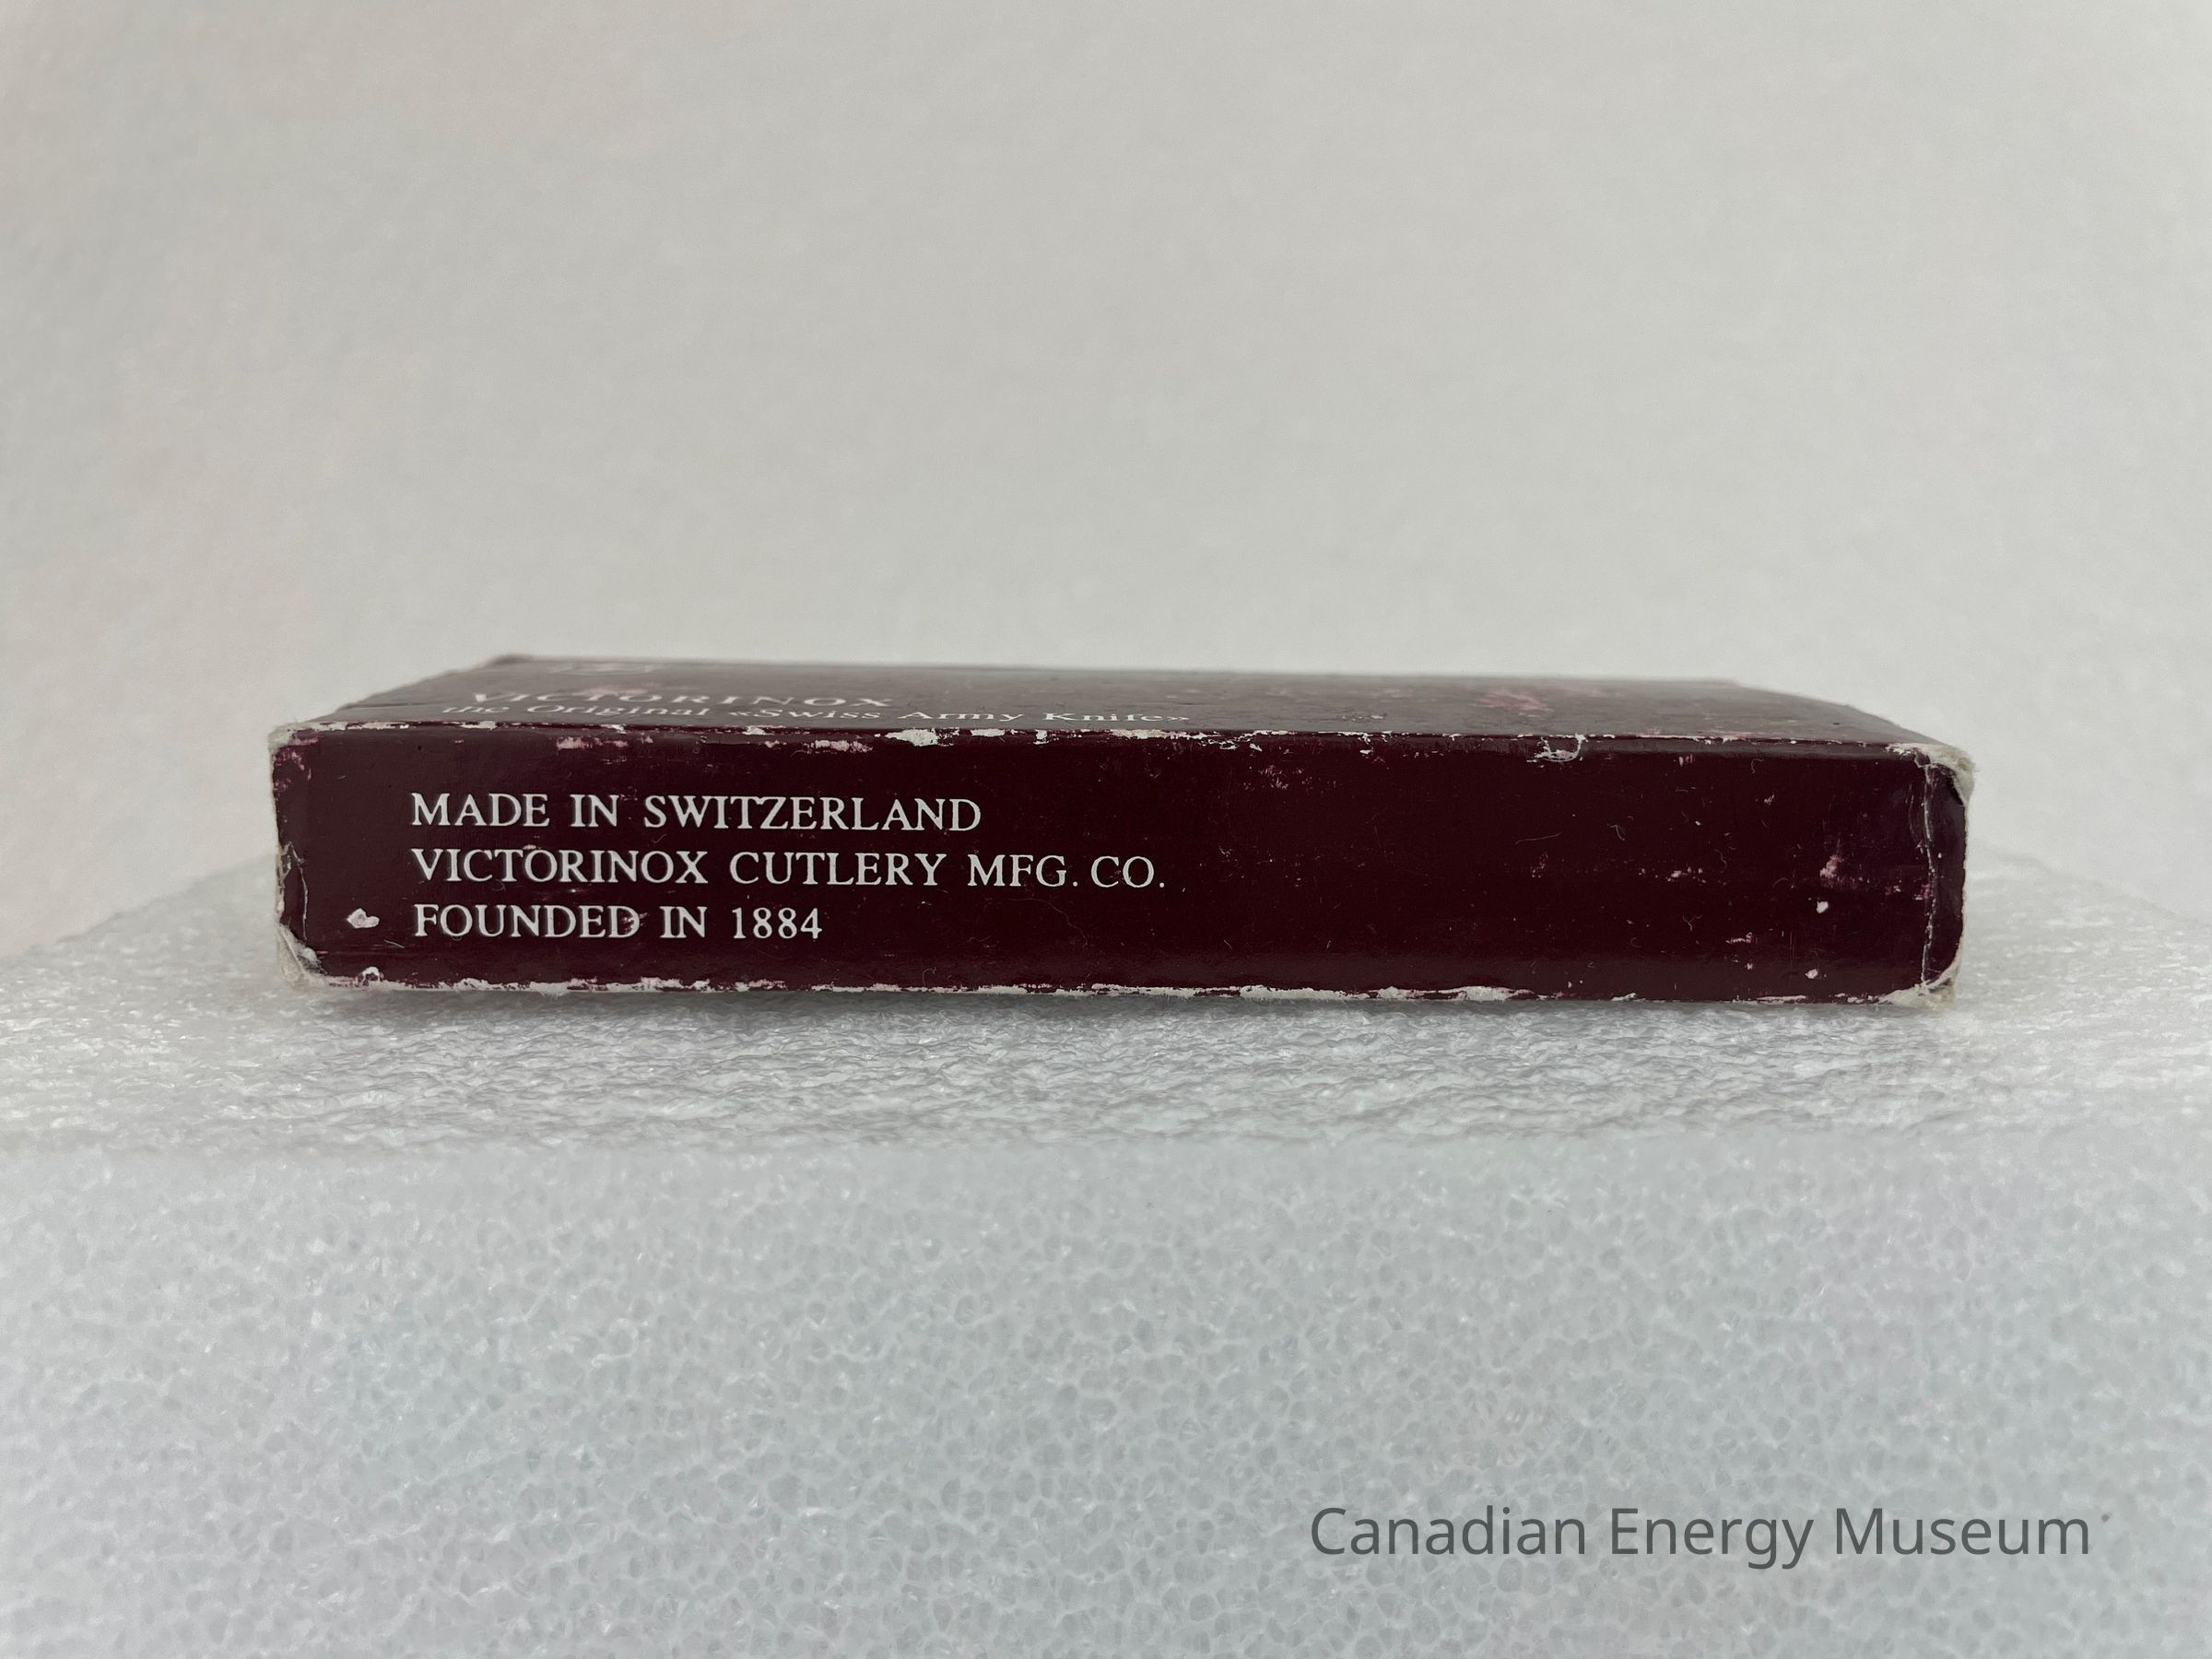 VICTORINOX
the Original «Swiss Army Knife»
MADE IN SWITZERLAND
VICTORINOX CUTLERY MFG. CO.
FOUNDED IN 1884
Canadian Energy Museum